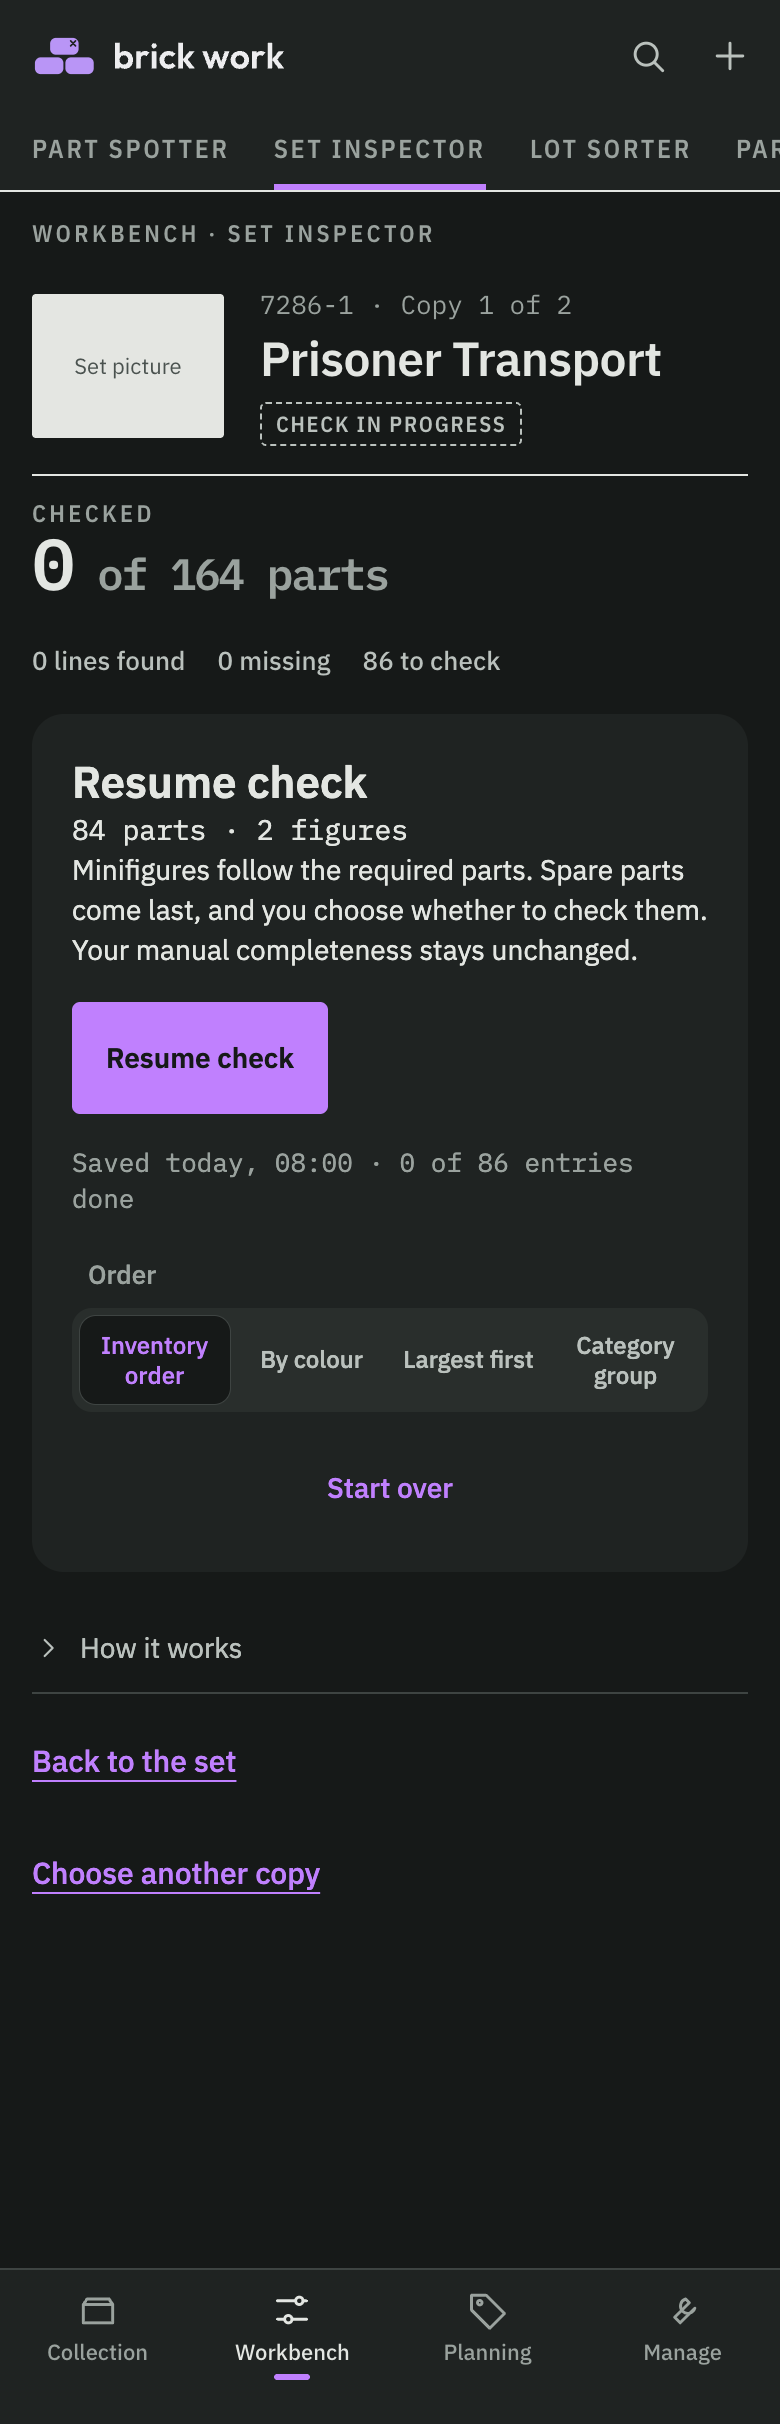 brick work
PART SPOTTER SET INSPECTOR LOT SORTER PAR
WORKBENCH · SET INSPECTOR
Set picture
7286-1 · Copy 1 of 2
Prisoner Transport
CHECK IN PROGRESS
CHECKED
0 of 164 parts
0 lines found 0 missing 86 to check
Resume check
84 parts · 2 figures
Minifigures follow the required parts. Spare parts
come last, and you choose whether to check them.
Your manual completeness stays unchanged.
Resume check
Saved today, 08:00 · 0 of 86 entries
done
Order
Inventory
order
By colour
Largest first
Category
group
Start over
How it works
Back to the set
Choose another copy
Collection Workbench Planning Manage